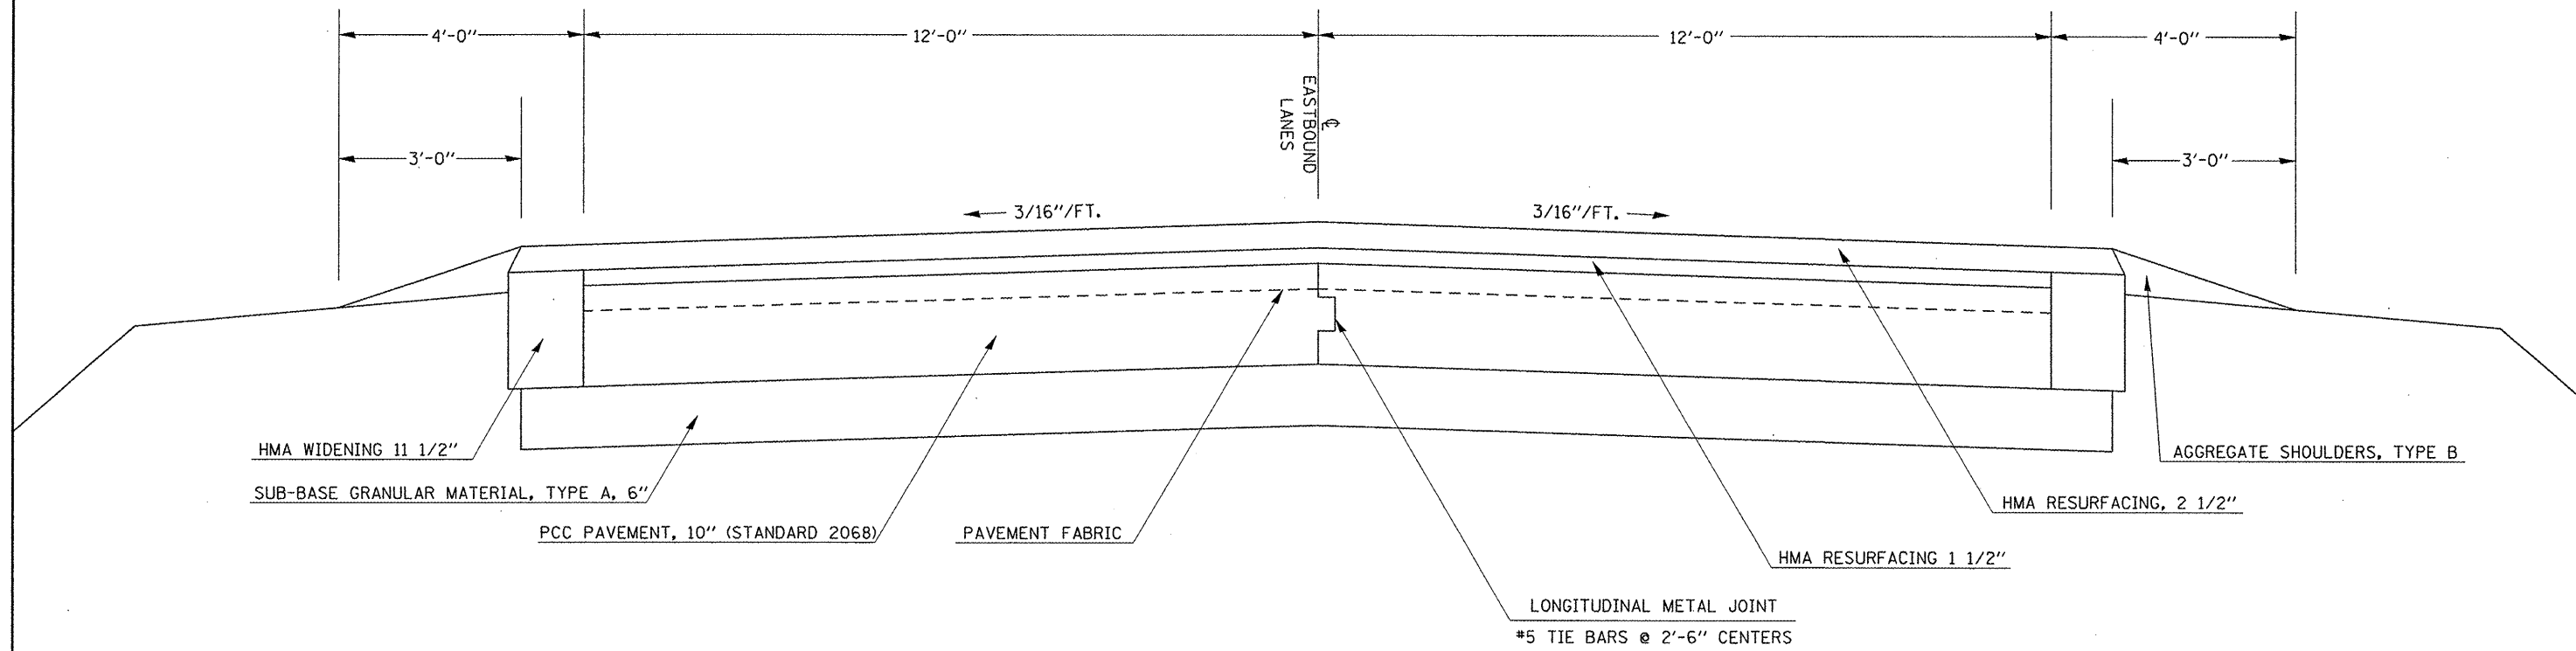 4'-0"
12'-0"
12'-0"
4'-0"
EASTBOUND
LANES
℄
3'-0"
3'-0"
3/16"/FT.
3/16"/FT.
HMA WIDENING 11 1/2"
AGGREGATE SHOULDERS, TYPE B
SUB-BASE GRANULAR MATERIAL, TYPE A, 6"
HMA RESURFACING, 2 1/2"
PCC PAVEMENT, 10" (STANDARD 2068)
PAVEMENT FABRIC
HMA RESURFACING 1 1/2"
LONGITUDINAL METAL JOINT
#5 TIE BARS @ 2'-6" CENTERS